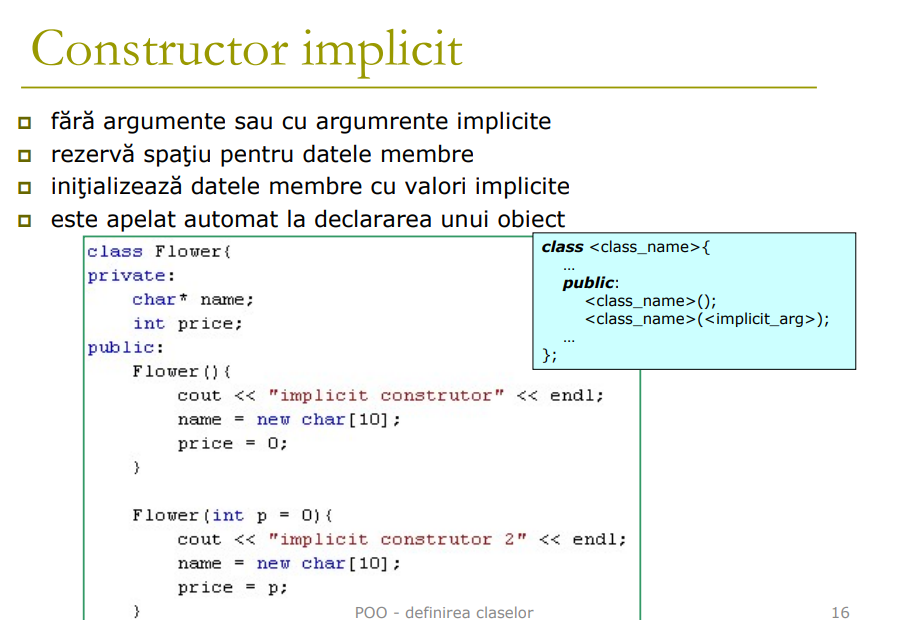 Constructor implicit
fără argumente sau cu argumrente implicite
rezervă spaţiu pentru datele membre
iniţializează datele membre cu valori implicite
este apelat automat la declararea unui obiect
class <class_name>{
…
public:
<class_name>();
<class_name>(<implicit_arg>);
…
};
class Flower{
private:
char* name;
int price;
public:
Flower(){
cout << "implicit construtor" << endl;
name = new char[10];
price = 0;
}
Flower(int p = 0){
cout << "implicit construtor 2" << endl;
name = new char[10];
price = p;
}
POO - definirea claselor
16